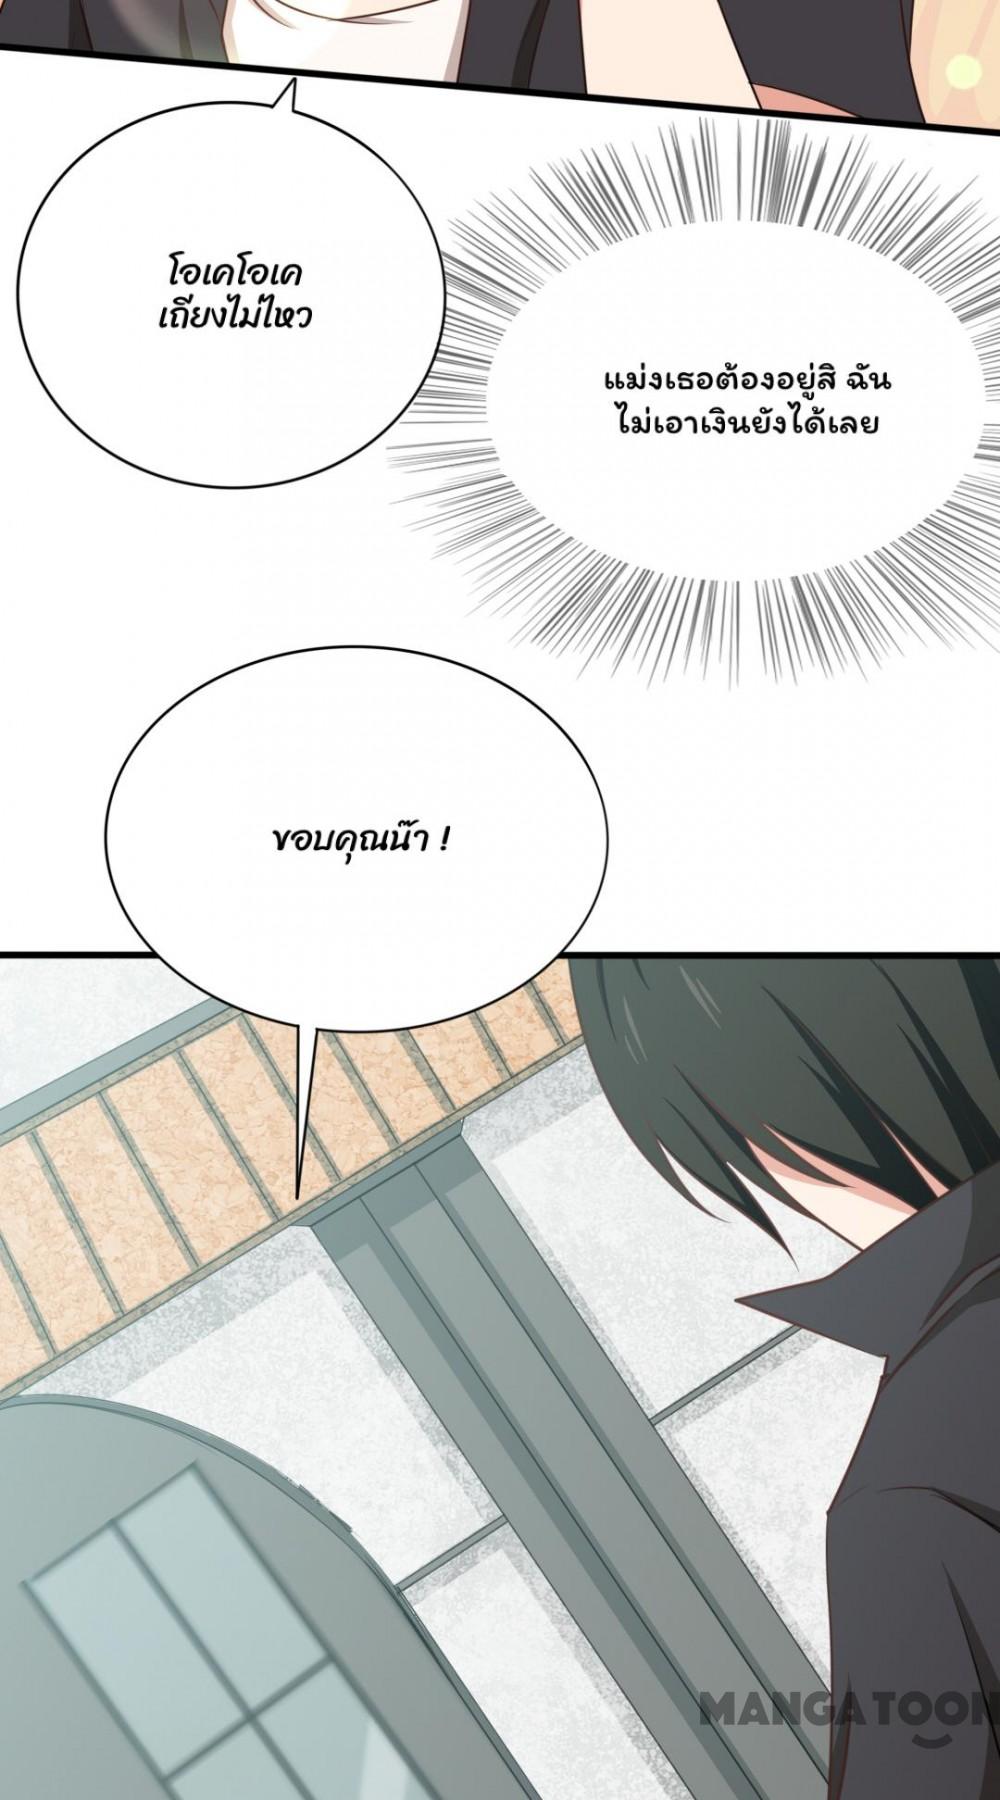 โอเคโอเค
เถียงไม่ไหว
แม่งเธอต้องอยู่สิ ฉัน
ไม่เอาเงินยังได้เลย
ขอบคุณน๊า !
MANGATOON